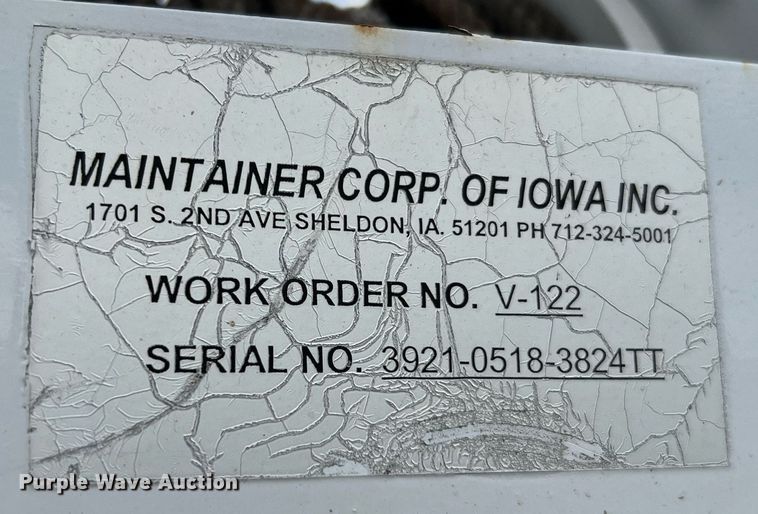 MAINTAINER CORP. OF IOWA INC.
1701 S. 2ND AVE SHELDON, IA. 51201 PH 712-324-5001
WORK ORDER NO. V-122
SERIAL NO. 3921-0518-3824TT
Purple Wave Auction